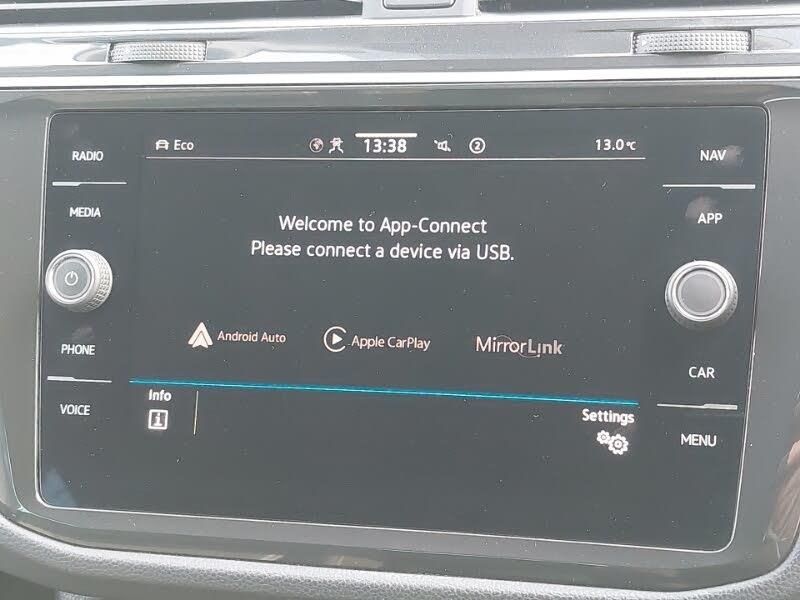 RADIO
MEDIA
PHONE
VOICE
Eco
13:38
2
13.0°C
Welcome to App-Connect
Please connect a device via USB.
Android Auto
Apple CarPlay
MirrorLink
Info
i
Settings
NAV
APP
CAR
MENU